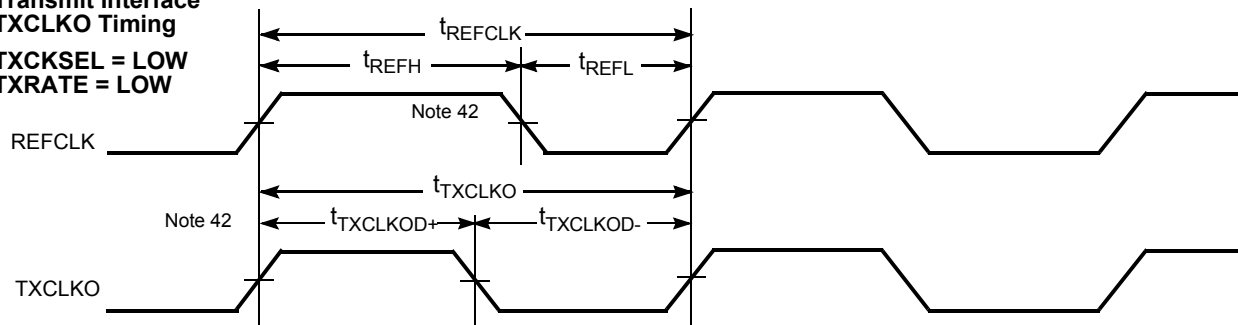 Transmit Interface
TXCLKO Timing
TXCKSEL = LOW
TXRATE = LOW
tREFCLK
tREFH
tREFL
Note 42
REFCLK
tTXCLKO
Note 42
tTXCLKOD+
tTXCLKOD-
TXCLKO